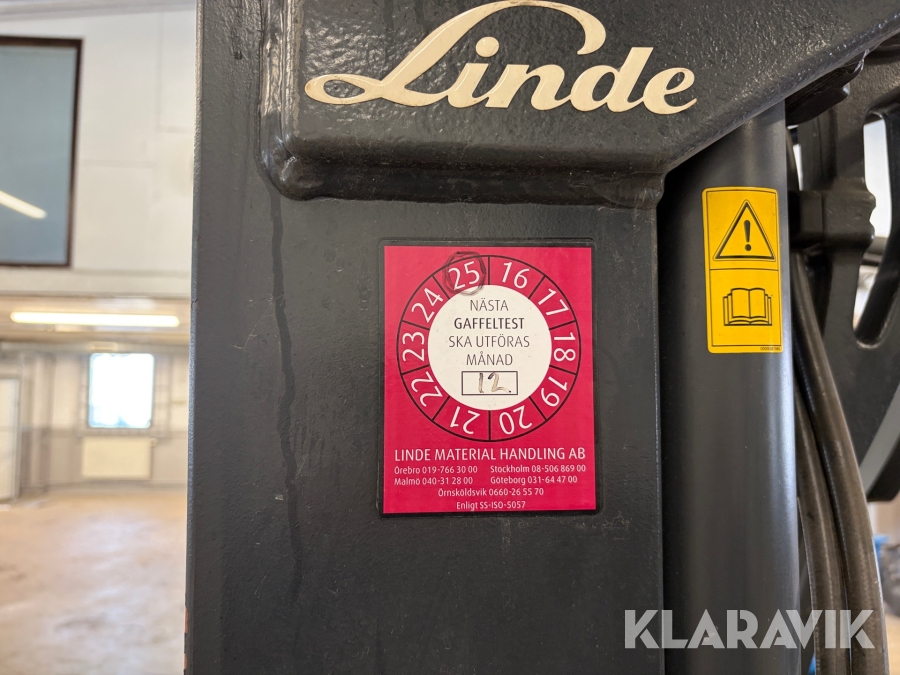 Linde
25 16 17 18 19 20 21 22 23 24
NÄSTA
GAFFELTEST
SKA UTFÖRAS
MÅNAD
12.
LINDE MATERIAL HANDLING AB
Örebro 019-766 30 00 Stockholm 08-506 869 00
Malmö 040-31 28 00 Göteborg 031-64 47 00
Örnsköldsvik 0660-26 55 70
Enligt SS-ISO-5057
KLARAVIK